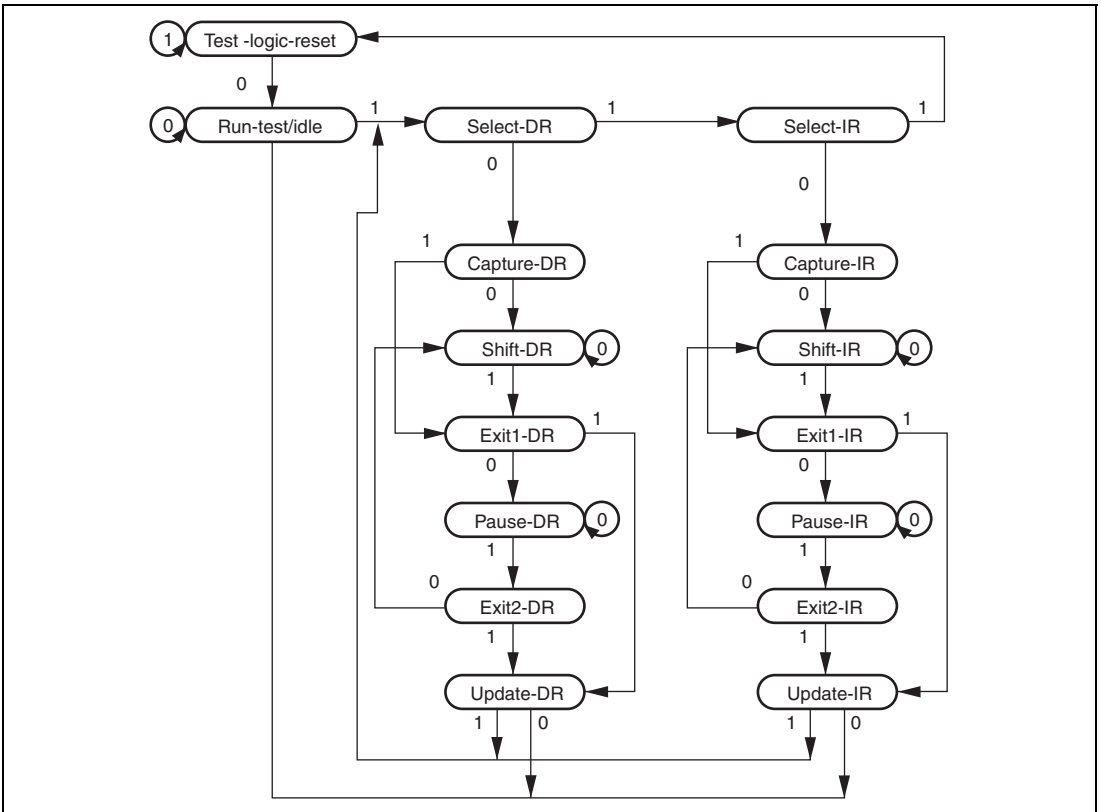 1 Test -logic-reset
0
0 Run-test/idle 1 Select-DR 1 Select-IR 1
0 0
1 Capture-DR 1 Capture-IR
0 0
Shift-DR 0 Shift-IR 0
1 1
Exit1-DR 1 Exit1-IR 1
0 0
Pause-DR 0 Pause-IR 0
1 1
0 Exit2-DR 0 Exit2-IR
1 1
Update-DR Update-IR
1 0 1 0